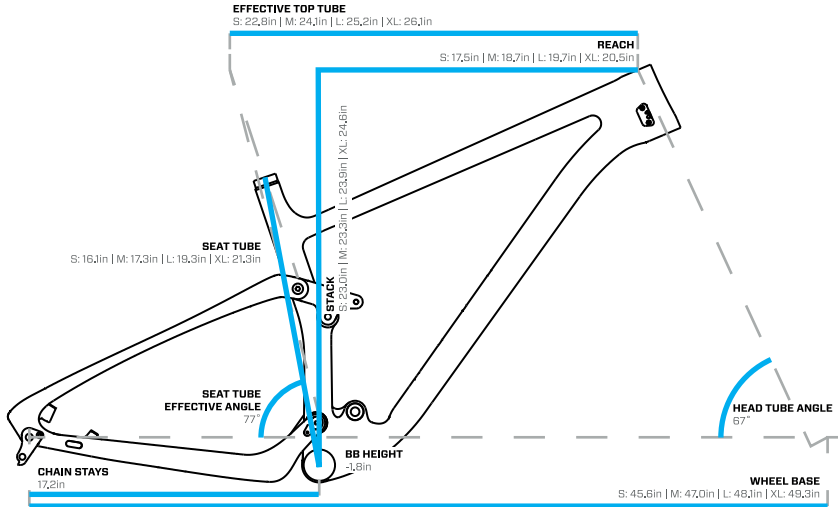 EFFECTIVE TOP TUBE
S: 22.8in | M: 24.1in | L: 25.2in | XL: 26.1in
REACH
S: 17.5in | M: 18.7in | L: 19.7in | XL: 20.5in
STACK
S: 23.0in | M: 23.3in | L: 23.9in | XL: 24.6in
SEAT TUBE
S: 16.1in | M: 17.3in | L: 19.3in | XL: 21.3in
SEAT TUBE
EFFECTIVE ANGLE
77°
HEAD TUBE ANGLE
67°
BB HEIGHT
-1.8in
CHAIN STAYS
17.2in
WHEEL BASE
S: 45.6in | M: 47.0in | L: 48.1in | XL: 49.3in